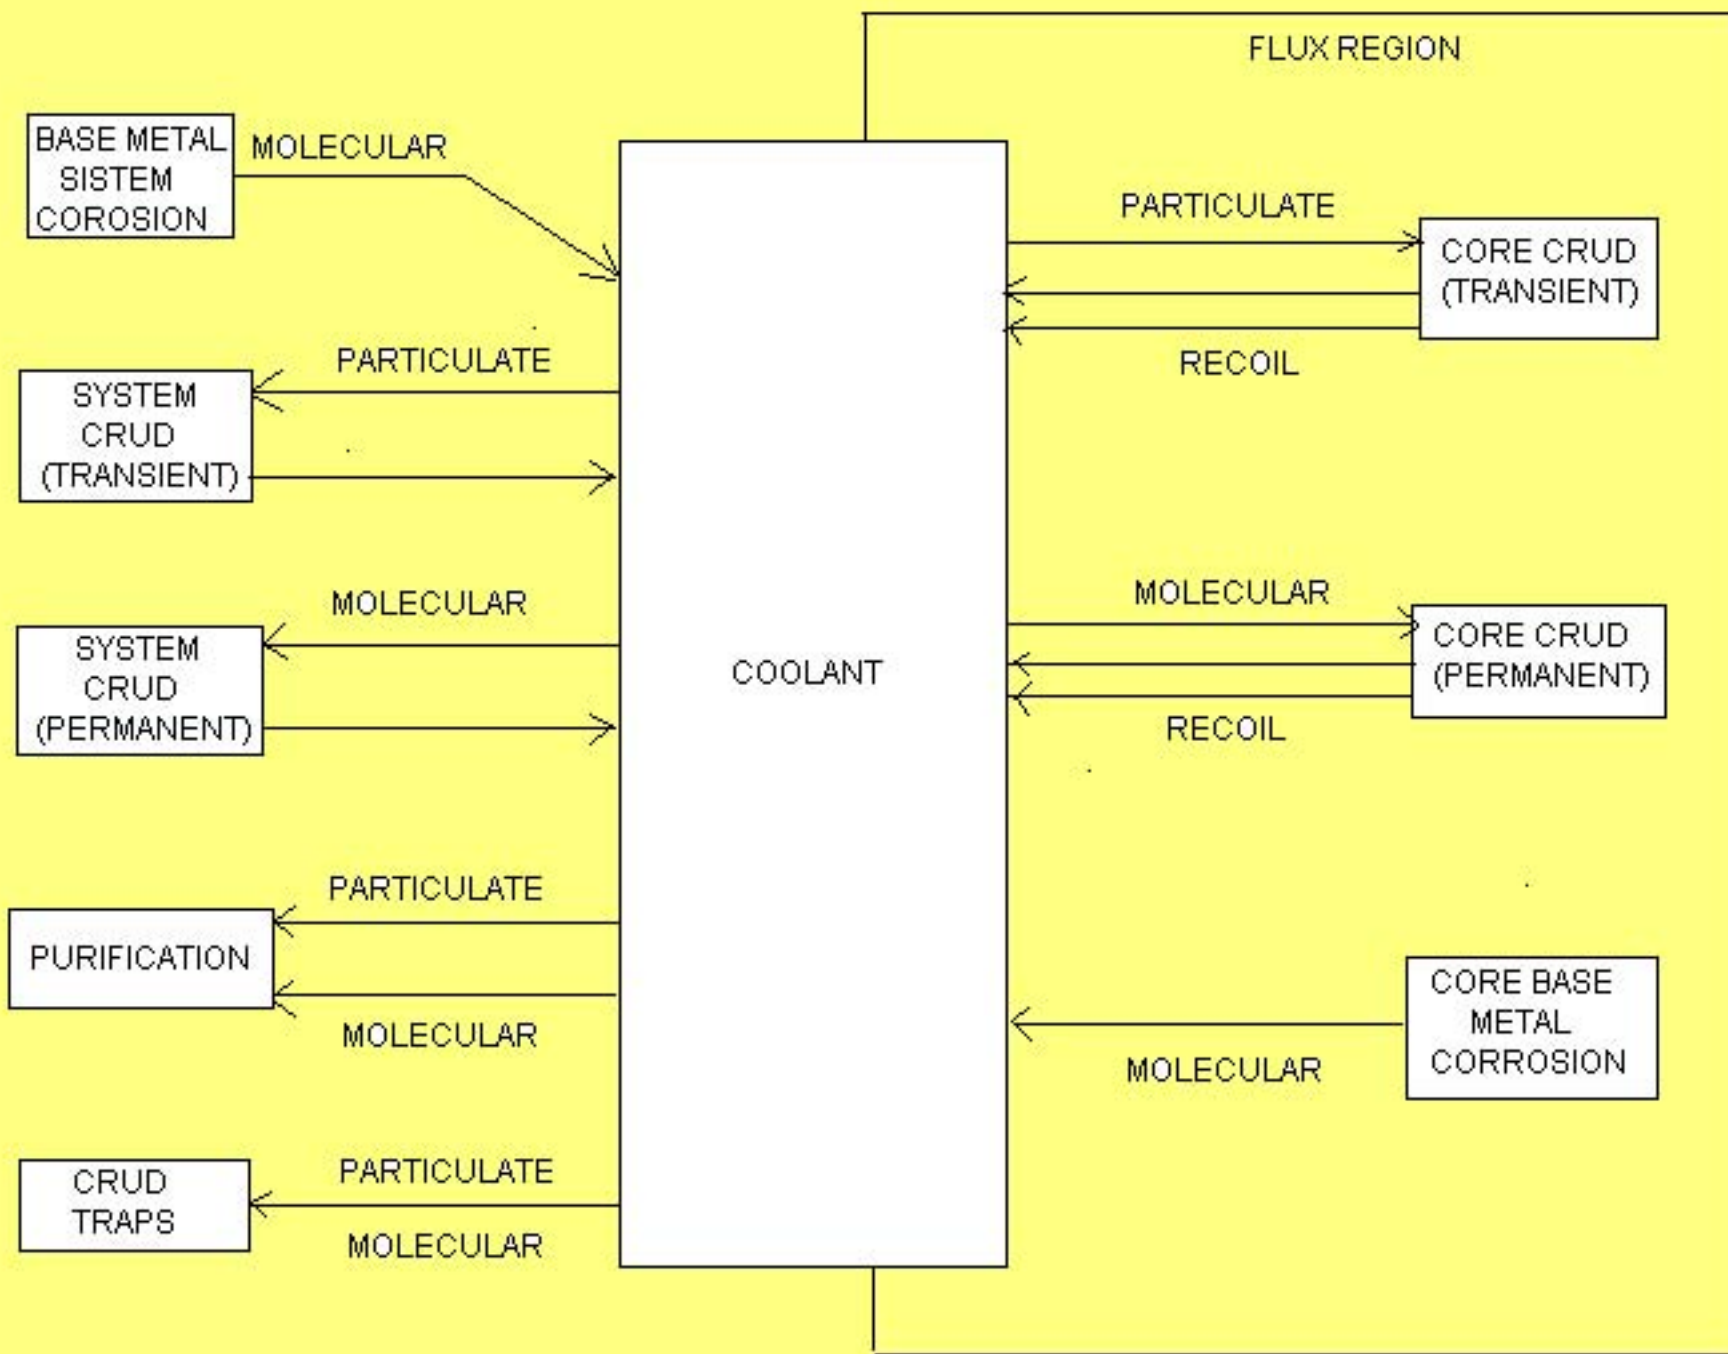 FLUX REGION
BASE METAL
SISTEM
COROSION
MOLECULAR
PARTICULATE
SYSTEM
CRUD
(TRANSIENT)
MOLECULAR
SYSTEM
CRUD
(PERMANENT)
PARTICULATE
PURIFICATION
MOLECULAR
PARTICULATE
CRUD
TRAPS
MOLECULAR
COOLANT
PARTICULATE
CORE CRUD
(TRANSIENT)
RECOIL
MOLECULAR
CORE CRUD
(PERMANENT)
RECOIL
CORE BASE
METAL
CORROSION
MOLECULAR